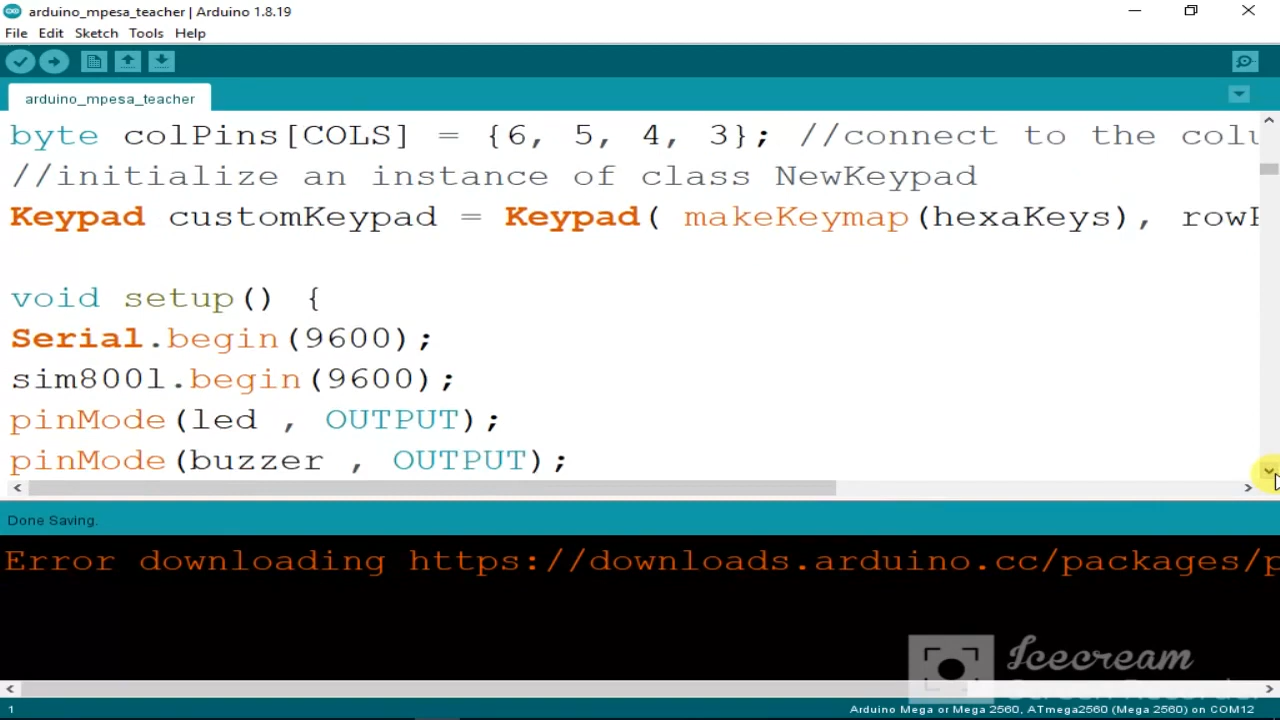 arduino_mpesa_teacher | Arduino 1.8.19
File Edit Sketch Tools Help
arduino_mpesa_teacher
byte colPins[COLS] = {6, 5, 4, 3}; //connect to the colu
//initialize an instance of class NewKeypad
Keypad customKeypad = Keypad( makeKeymap(hexaKeys), row
void setup() {
Serial.begin(9600);
sim800l.begin(9600);
pinMode(led , OUTPUT);
pinMode(buzzer , OUTPUT);
Done Saving.
Error downloading https://downloads.arduino.cc/packages/p
Icecream
Screen Recorder
1
Arduino Mega or Mega 2560, ATmega2560 (Mega 2560) on COM12